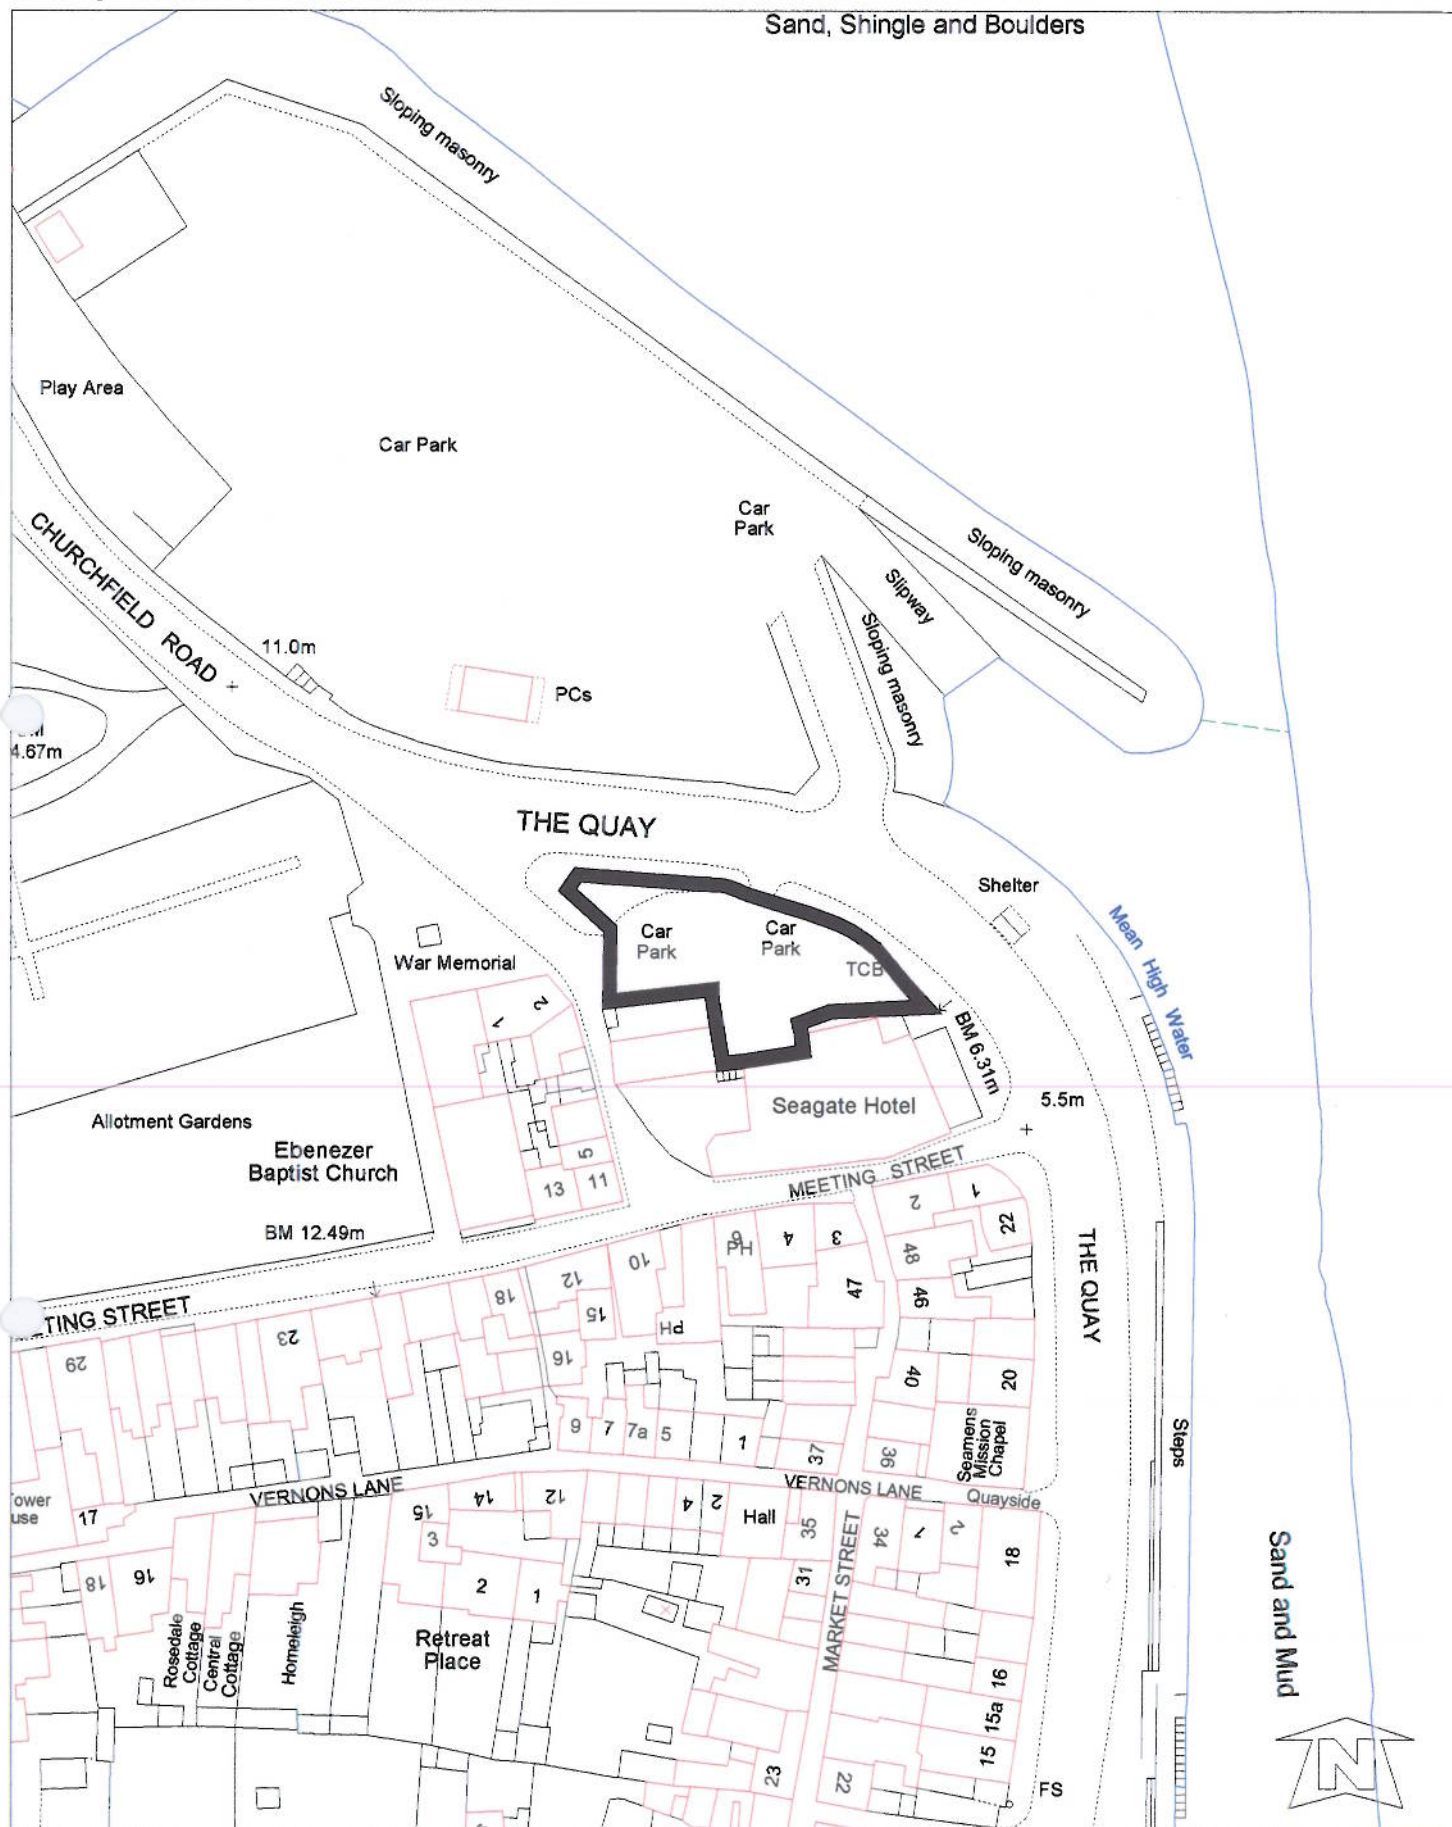 Sand, Shingle and Boulders
Sloping masonry
Play Area
Car Park
Car
Park
CHURCHFIELD ROAD
Sloping masonry
Slipway
Sloping masonry
11.0m
PCs
4.67m
THE QUAY
Shelter
Mean High Water
Car
Park
Car
Park
TCB
War Memorial
2
1
BM 6.31m
5.5m
Seagate Hotel
Allotment Gardens
Ebenezer
Baptist Church
5
13
11
MEETING STREET
BM 12.49m
2
1
22
THE QUAY
6
PH
4
3
48
10
12
18
15
47
46
TING STREET
23
29
PH
16
40
20
9
7
7a
5
1
37
36
Seamens
Mission
Chapel
Steps
VERNONS LANE
VERNONS LANE
Quayside
ower
use
17
15
14
12
4
2
Hall
35
MARKET STREET
34
7
2
18
3
18
16
2
1
31
Rosedale
Cottage
Central
Cottage
Homeleigh
Retreat
Place
Sand and Mud
16
15a
15
23
22
FS
N